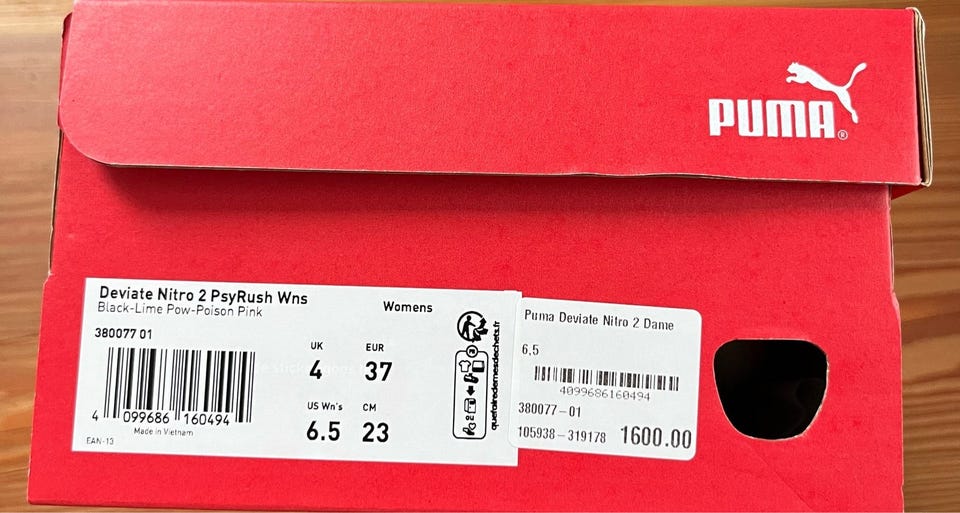 PUMA®
Deviate Nitro 2 PsyRush Wns
Womens
Black-Lime Pow-Poison Pink
380077 01
UK EUR
4 37
US Wn's CM
6.5 23
4 099686 160494
Made in Vietnam
EAN-13
quefairedemesdechets.fr
Puma Deviate Nitro 2 Dame
6,5
4099686160494
380077-01
105938-319178 1600.00